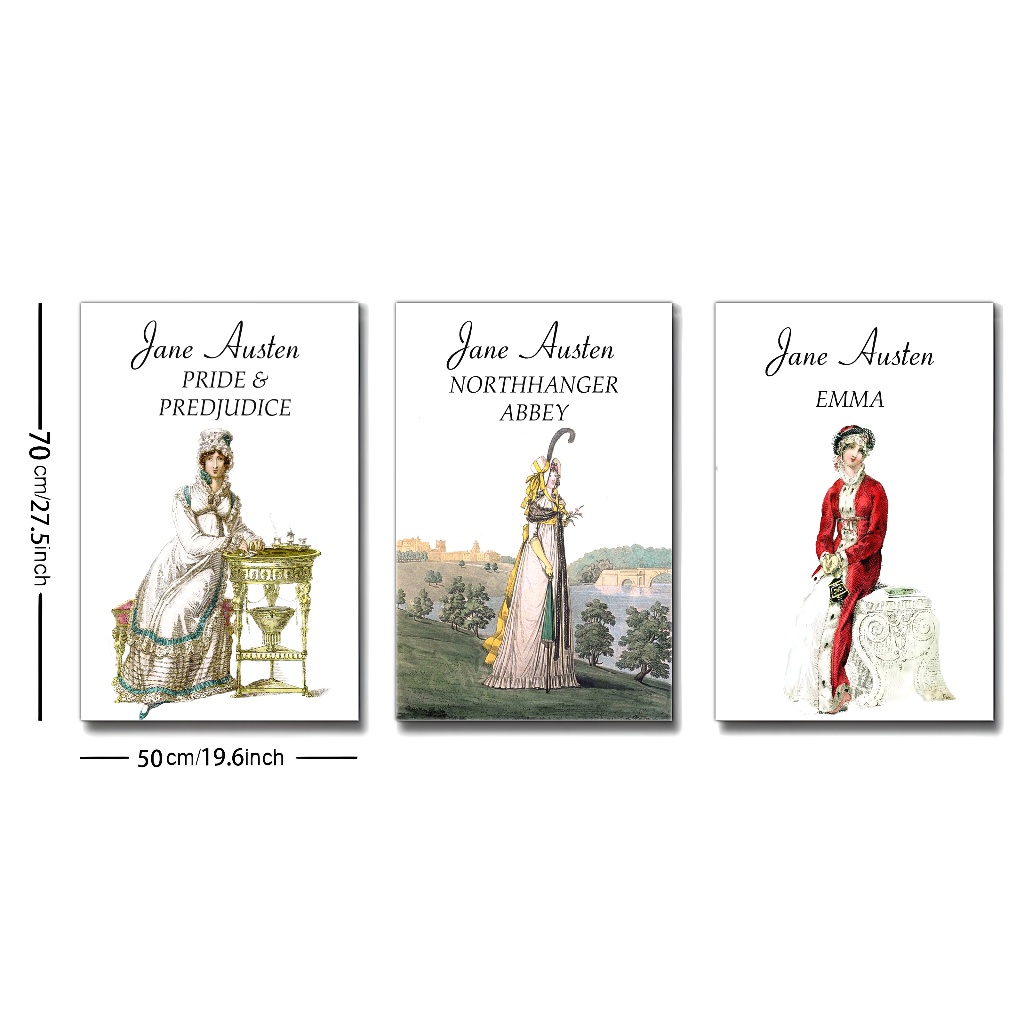 Jane Austen
PRIDE &
PREDJUDICE
Jane Austen
NORTHHANGER
ABBEY
Jane Austen
EMMA
70cm/27.5inch
50cm/19.6inch